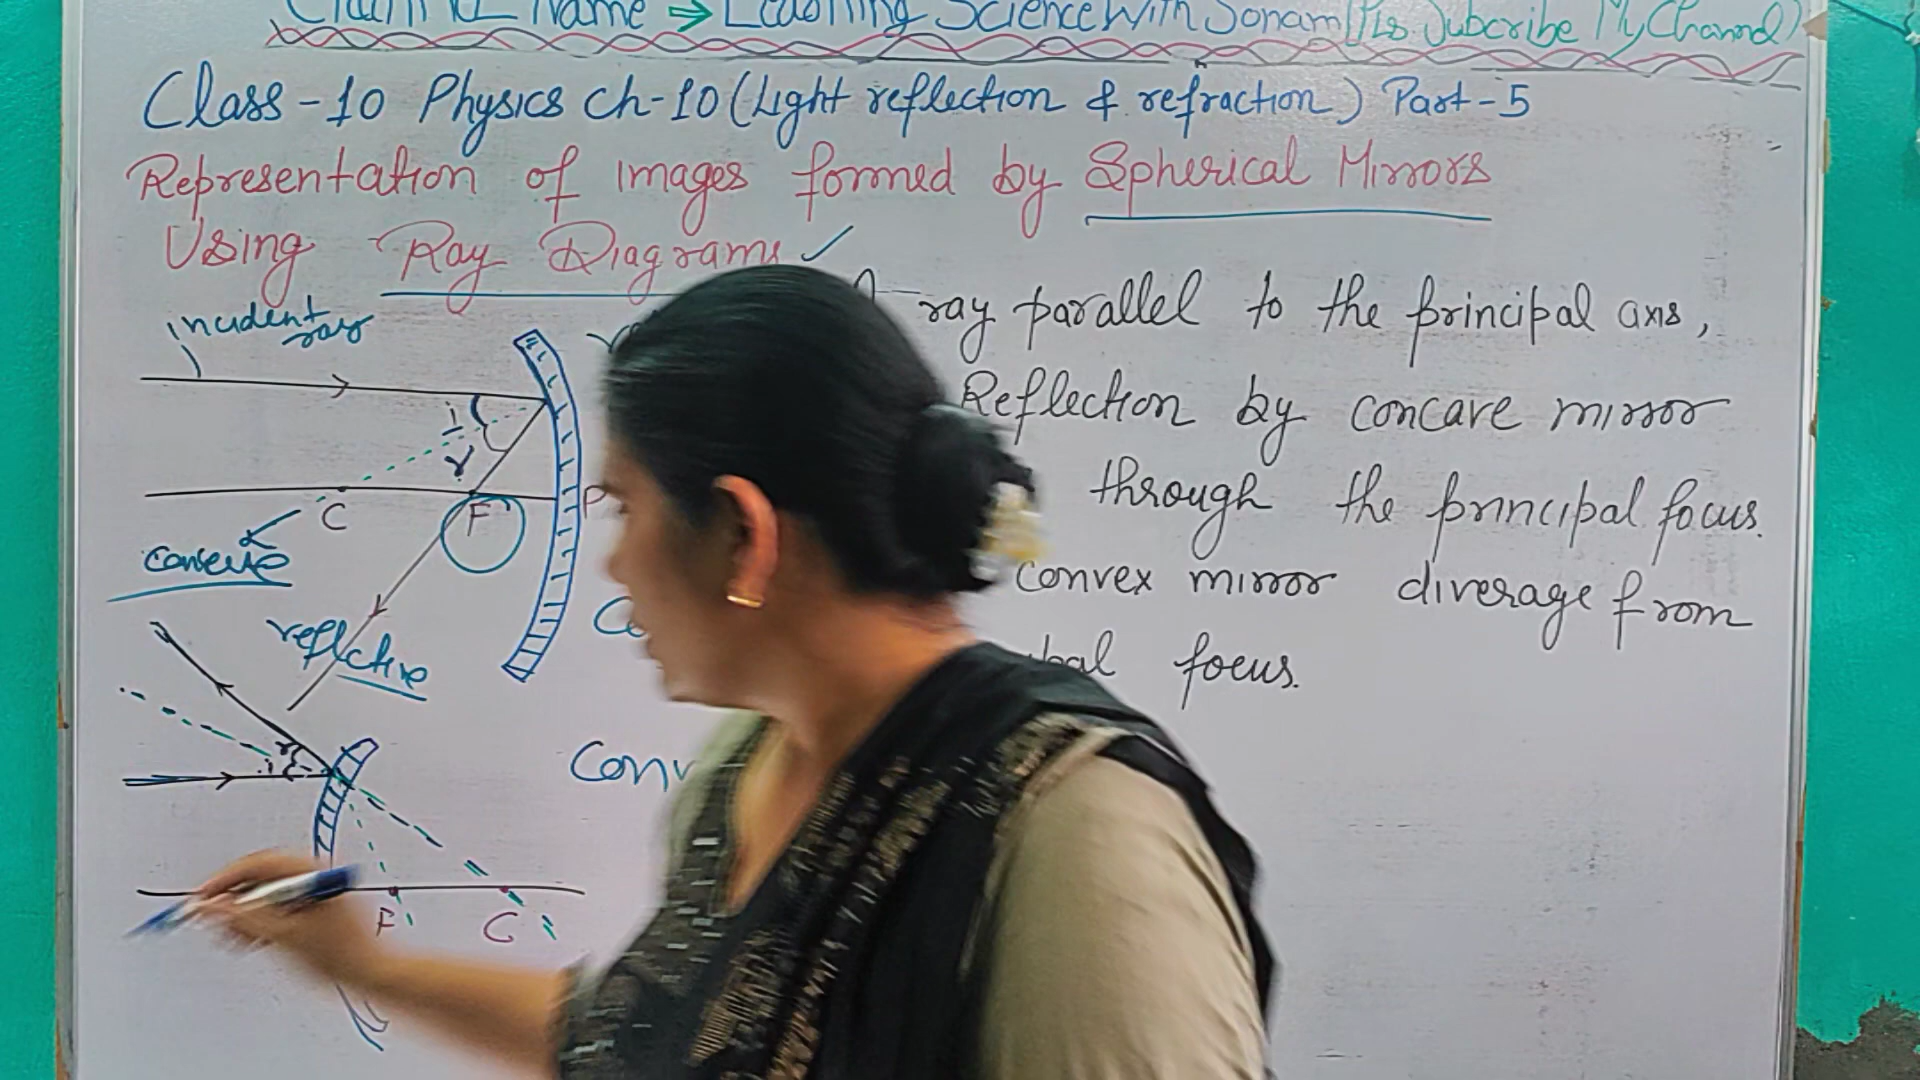 Channel Name → Learning Science With Sonam (Pls. Subcribe My Channel)
Class-10 Physics Ch-10 (Light reflection & refraction) Part-5
Representation of images formed by Spherical Mirrors
Using Ray Diagrams ✓
ray parallel to the principal axis,
Reflection by concave mirror
through the principal focus.
convex mirror diverage from
focus.
incident ray
i
r
C
F
P
reflective
r
i
Conv
F
C